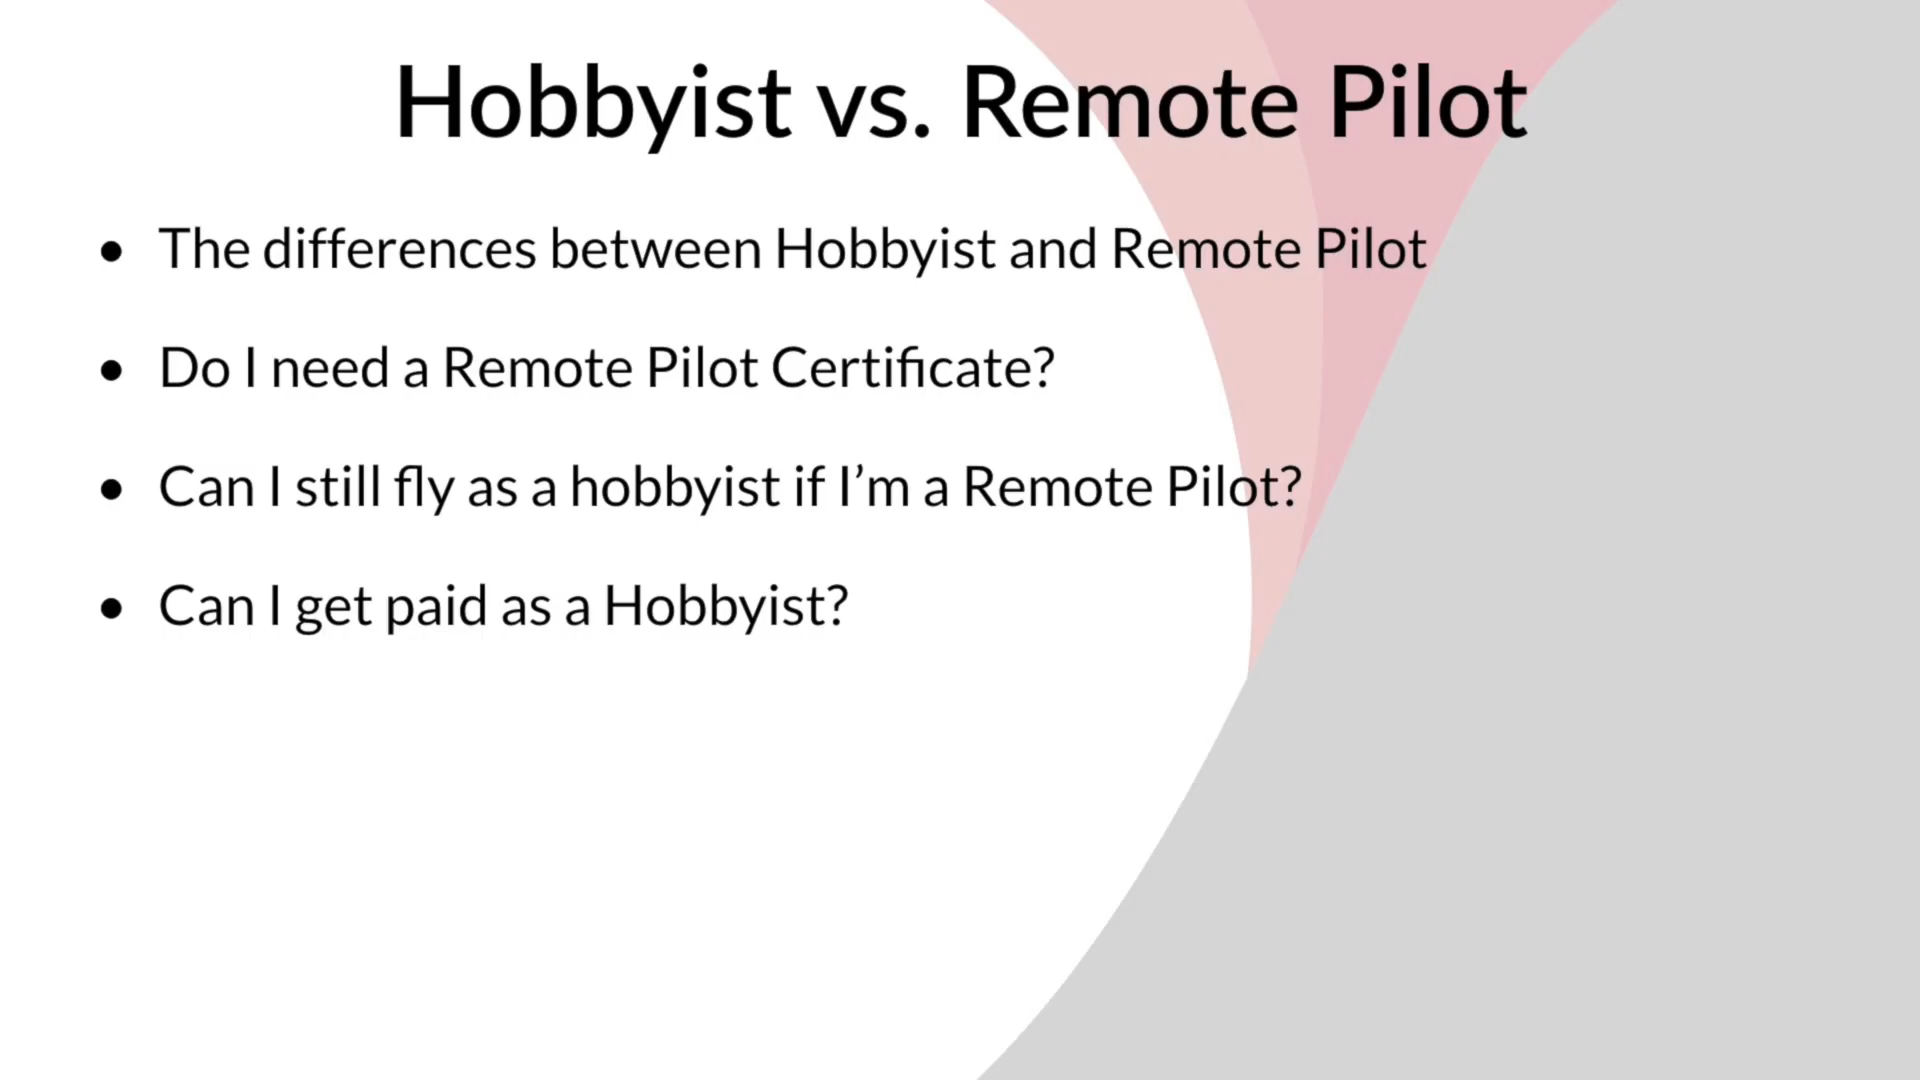 Hobbyist vs. Remote Pilot
• The differences between Hobbyist and Remote Pilot
• Do I need a Remote Pilot Certificate?
• Can I still fly as a hobbyist if I’m a Remote Pilot?
• Can I get paid as a Hobbyist?